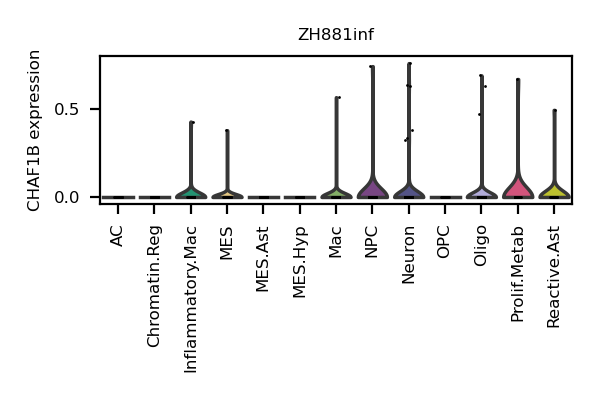 ZH881inf
CHAF1B expression
0.5
0.0
AC
Chromatin.Reg
Inflammatory.Mac
MES
MES.Ast
MES.Hyp
Mac
NPC
Neuron
OPC
Oligo
Prolif.Metab
Reactive.Ast